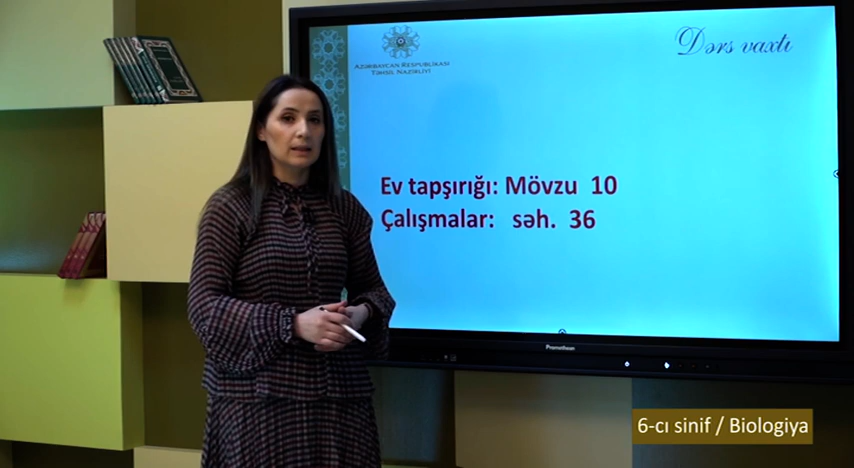 Dərs vaxtı
AZƏRBAYCAN RESPUBLİKASI
TƏHSİL NAZİRLİYİ
Ev tapşırığı: Mövzu 10
Çalışmalar: səh. 36
Promethean
6-cı sinif / Biologiya